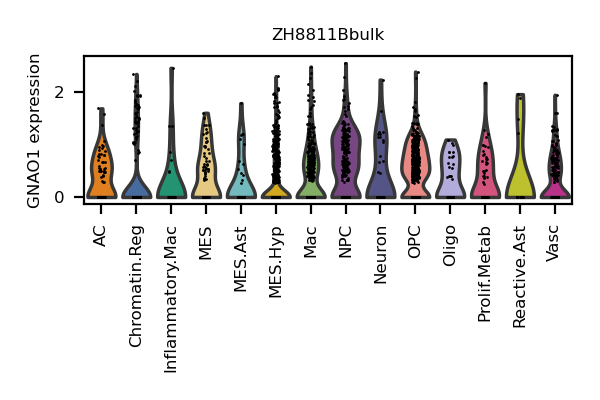 ZH8811Bbulk
GNAO1 expression
2
0
AC
Chromatin.Reg
Inflammatory.Mac
MES
MES.Ast
MES.Hyp
Mac
NPC
Neuron
OPC
Oligo
Prolif.Metab
Reactive.Ast
Vasc